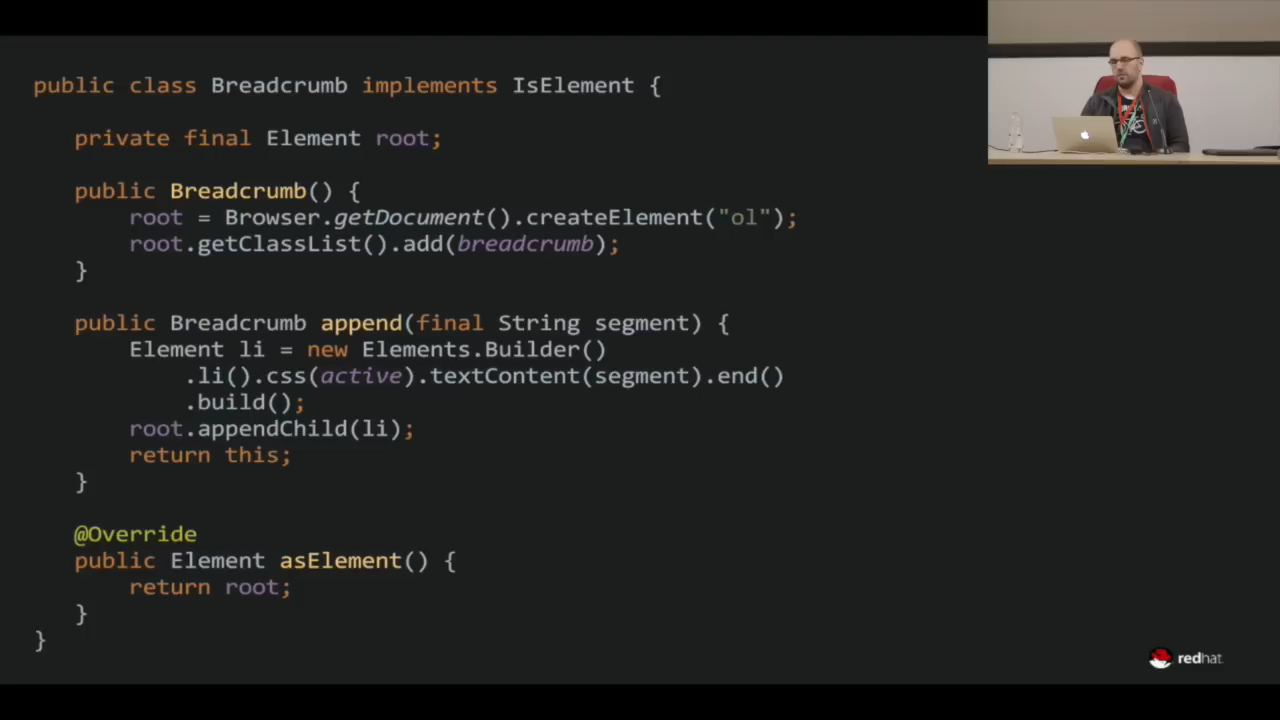 public class Breadcrumb implements IsElement {
private final Element root;
public Breadcrumb() {
root = Browser.getDocument().createElement("ol");
root.getClassList().add(breadcrumb);
}
public Breadcrumb append(final String segment) {
Element li = new Elements.Builder()
.li().css(active).textContent(segment).end()
.build();
root.appendChild(li);
return this;
}
@Override
public Element asElement() {
return root;
}
}
redhat